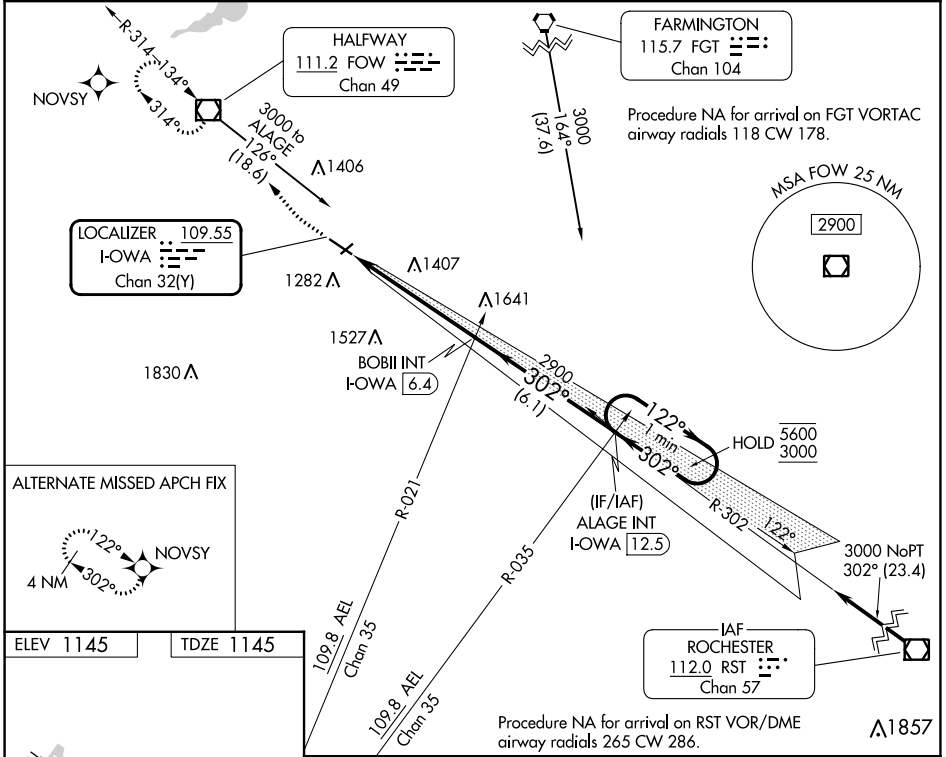 R-314
134°
314°
NOVSY
HALFWAY
111.2 FOW
Chan 49
3000 to
ALAGE
126°
(18.6)
1406
FARMINGTON
115.7 FGT
Chan 104
3000
164°
(37.6)
Procedure NA for arrival on FGT VORTAC
airway radials 118 CW 178.
MSA FOW 25 NM
2900
LOCALIZER 109.55
I-OWA
Chan 32(Y)
1282
1407
1641
1527
1830
BOBII INT
I-OWA 6.4
2900
302°
(6.1)
122°
1 min
302°
HOLD 5600
3000
(IF/IAF)
ALAGE INT
I-OWA 12.5
R-302
122°
3000 NoPT
302° (23.4)
R-021
R-035
109.8 AEL
Chan 35
109.8 AEL
Chan 35
ALTERNATE MISSED APCH FIX
122°
302°
4 NM
NOVSY
IAF
ROCHESTER
112.0 RST
Chan 57
ELEV 1145
TDZE 1145
Procedure NA for arrival on RST VOR/DME
airway radials 265 CW 286.
1857